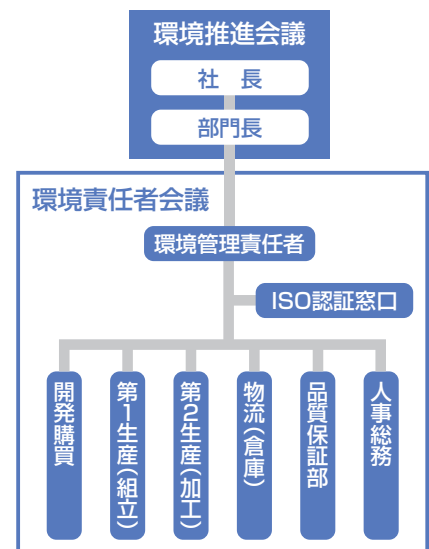 環境推進会議
社　長
部門長
環境責任者会議
環境管理責任者
ISO認証窓口
開発購買
第1生産(組立)
第2生産(加工)
物流(倉庫)
品質保証部
人事総務